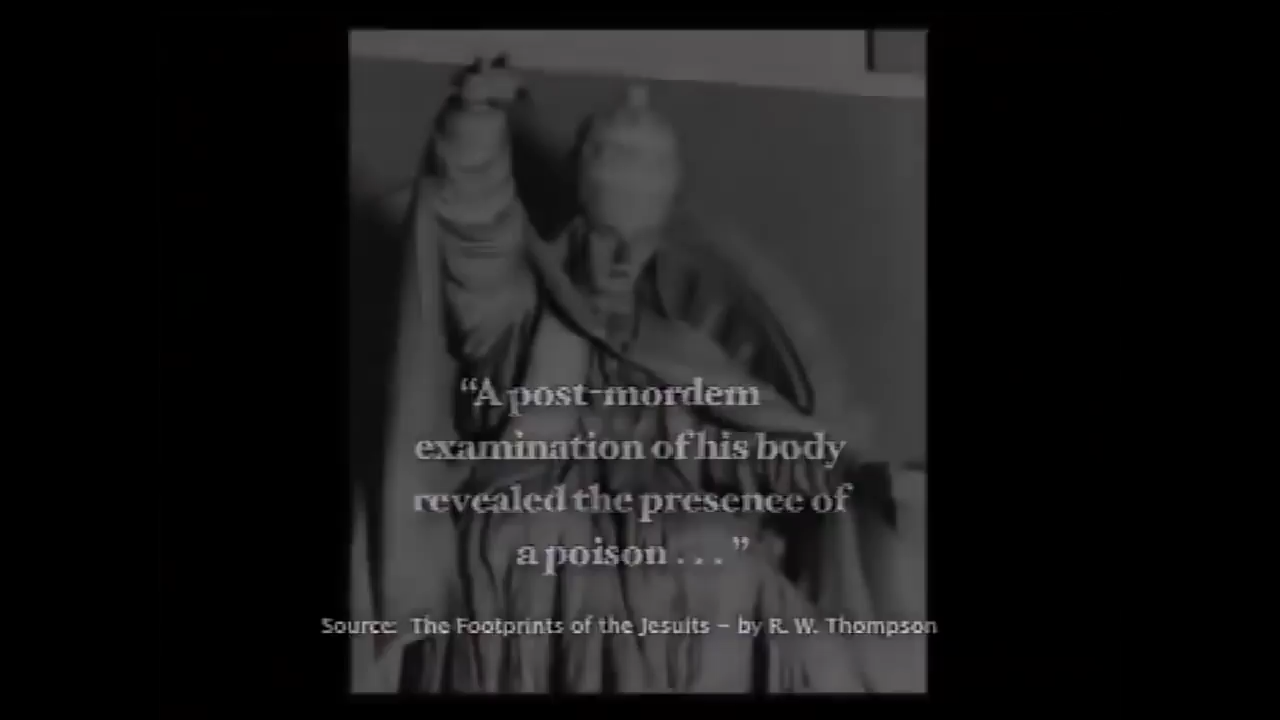 “A post-mordem
examination of his body
revealed the presence of
a poison . . . ”
Source: The Footprints of the Jesuits – by R. W. Thompson